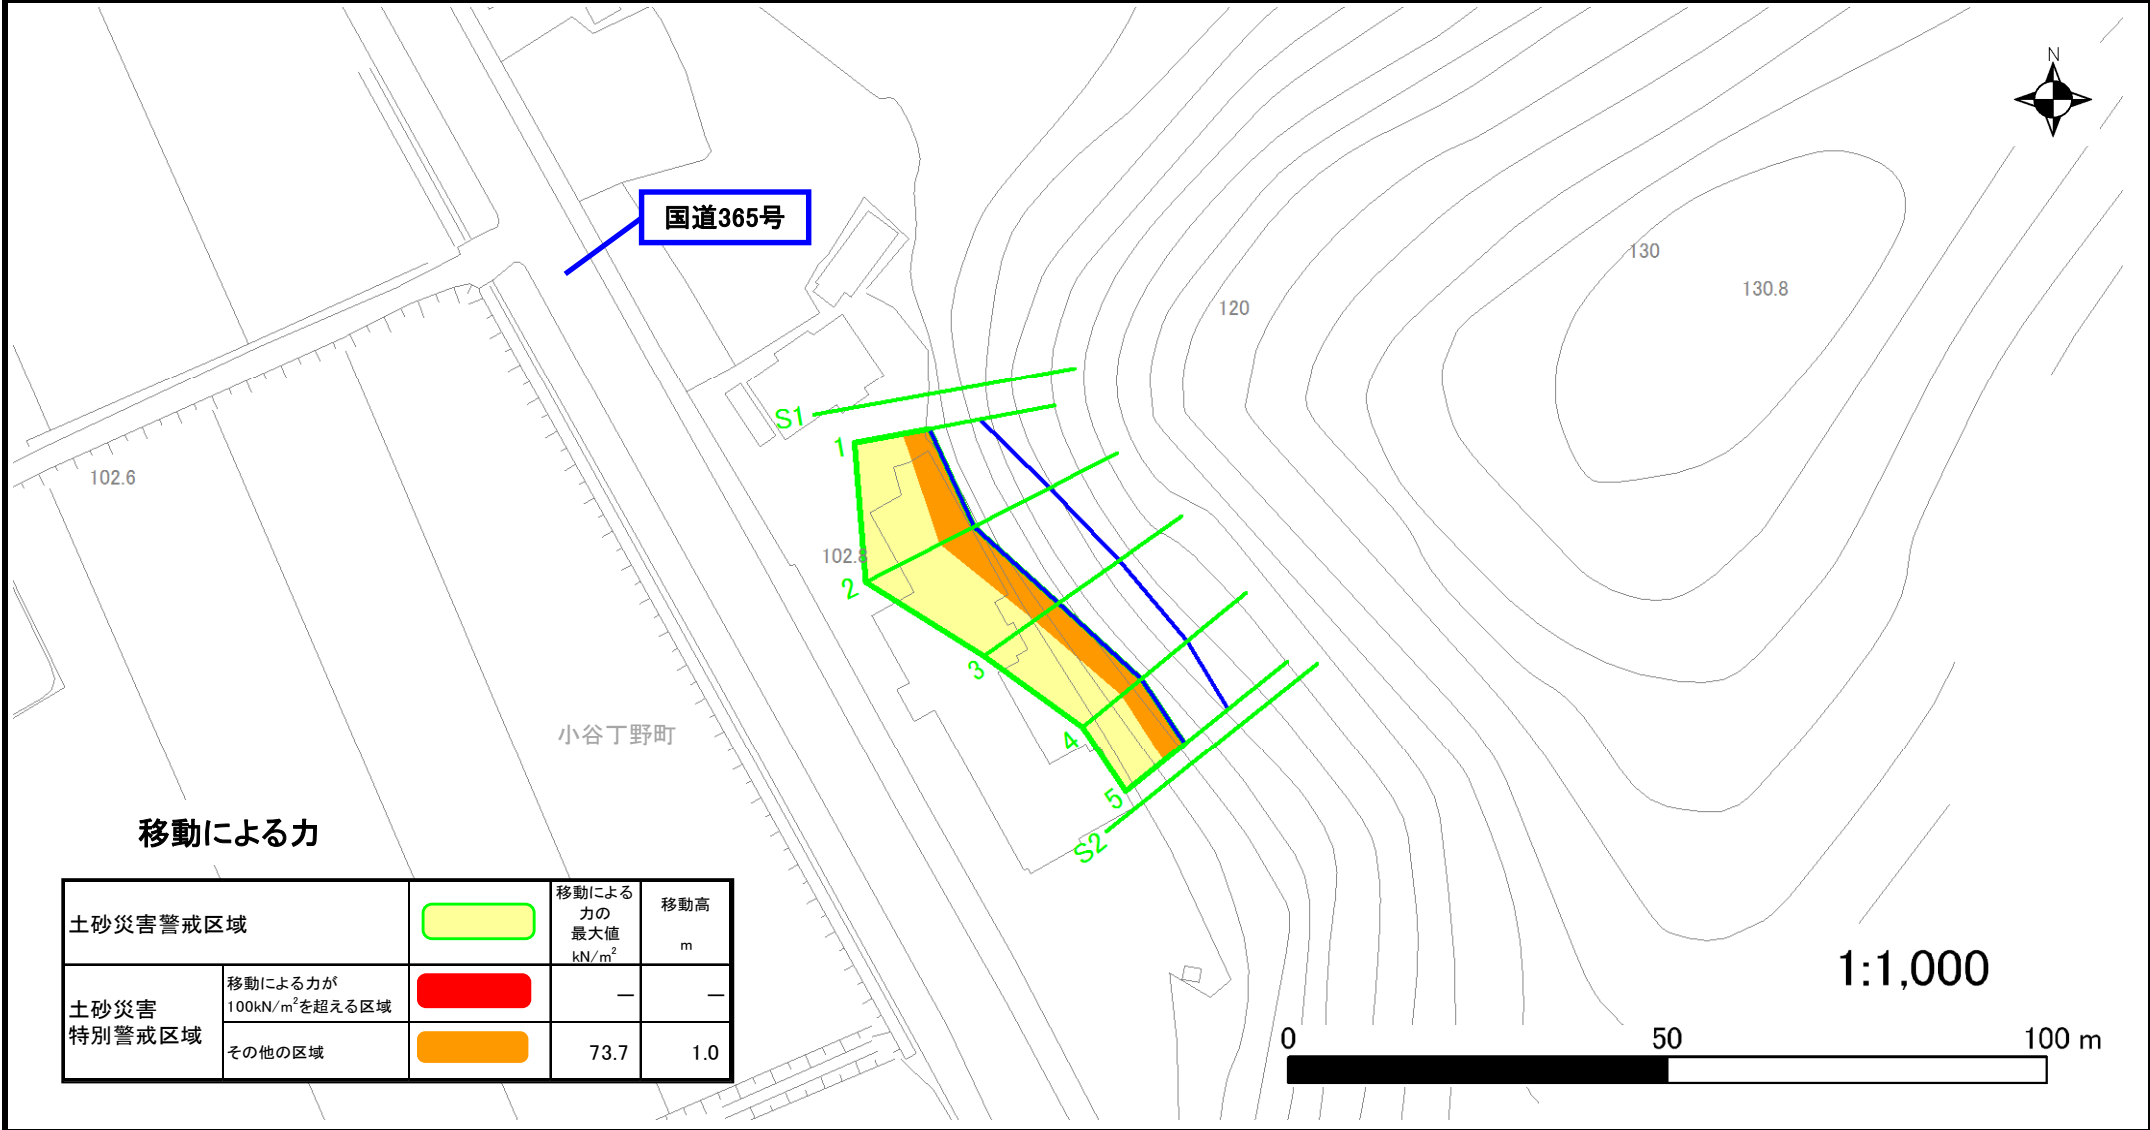 N
国道365号
130
130.8
120
S1
1
102.6
102.8
2
3
小谷丁野町
4
5
S2
移動による力
土砂災害警戒区域
移動による
力の
最大値
kN/m²
移動高
m
土砂災害
特別警戒区域
移動による力が
100kN/m²を超える区域
－
－
その他の区域
73.7
1.0
1:1,000
0 50 100 m